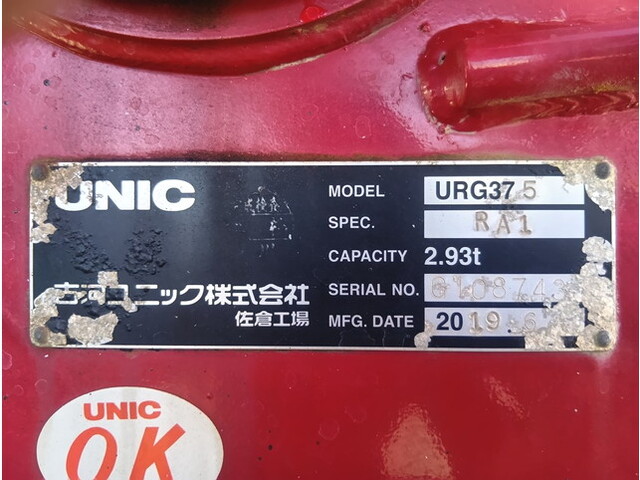 UNIC
MODEL URG375
SPEC. RA1
CAPACITY 2.93t
SERIAL NO.
古河ユニック株式会社
佐倉工場
MFG. DATE 2019.6
UNIC
OK